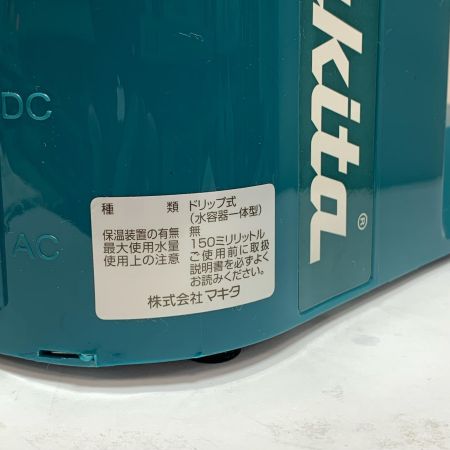 DC
AC
kita®
種 類 ドリップ式
(水容器一体型)
保温装置の有無 無
最大使用水量 150ミリリットル
使用上の注意 ご使用前に取扱
説明書を必ずよく
お読みください。
株式会社 マキタ